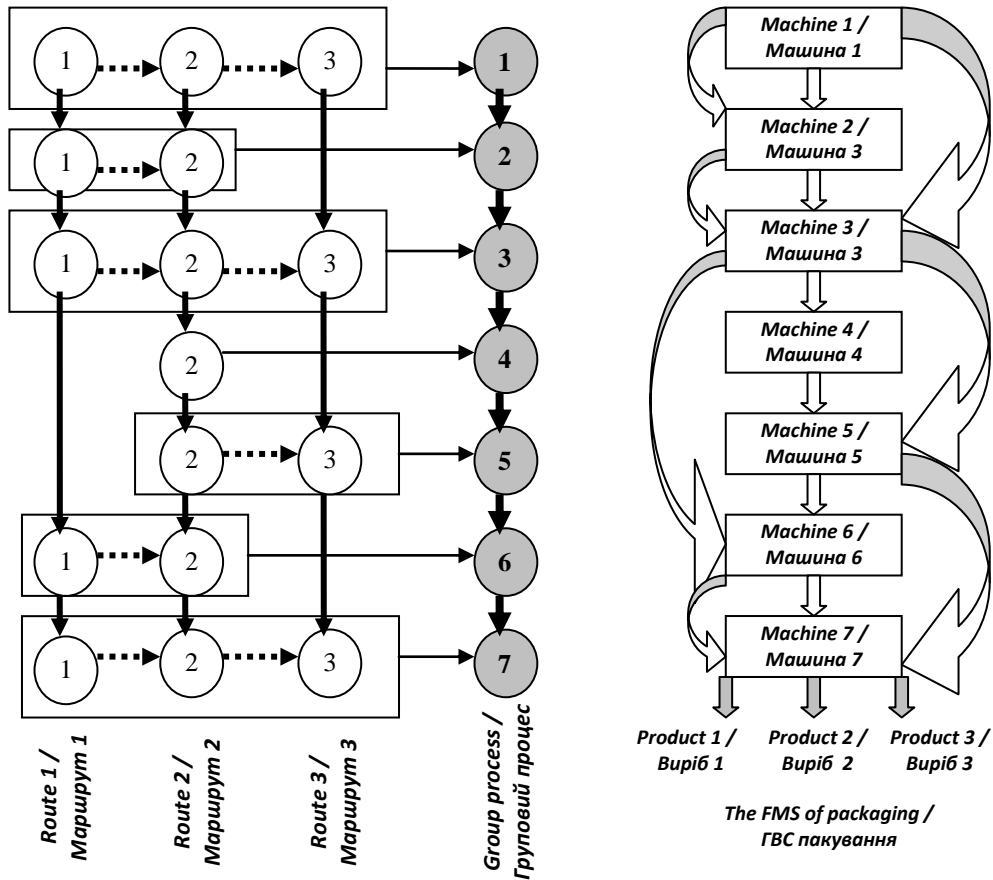 1
2
3
1
1
2
2
1
2
3
3
2
4
2
3
5
1
2
6
1
2
3
7
Route 1 /
Маршрут 1
Route 2 /
Маршрут 2
Route 3 /
Маршрут 3
Group process /
Груповий процес
Machine 1 /
Машина 1
Machine 2 /
Машина 3
Machine 3 /
Машина 3
Machine 4 /
Машина 4
Machine 5 /
Машина 5
Machine 6 /
Машина 6
Machine 7 /
Машина 7
Product 1 /
Виріб 1
Product 2 /
Виріб 2
Product 3 /
Виріб 3
The FMS of packaging /
ГВС пакування